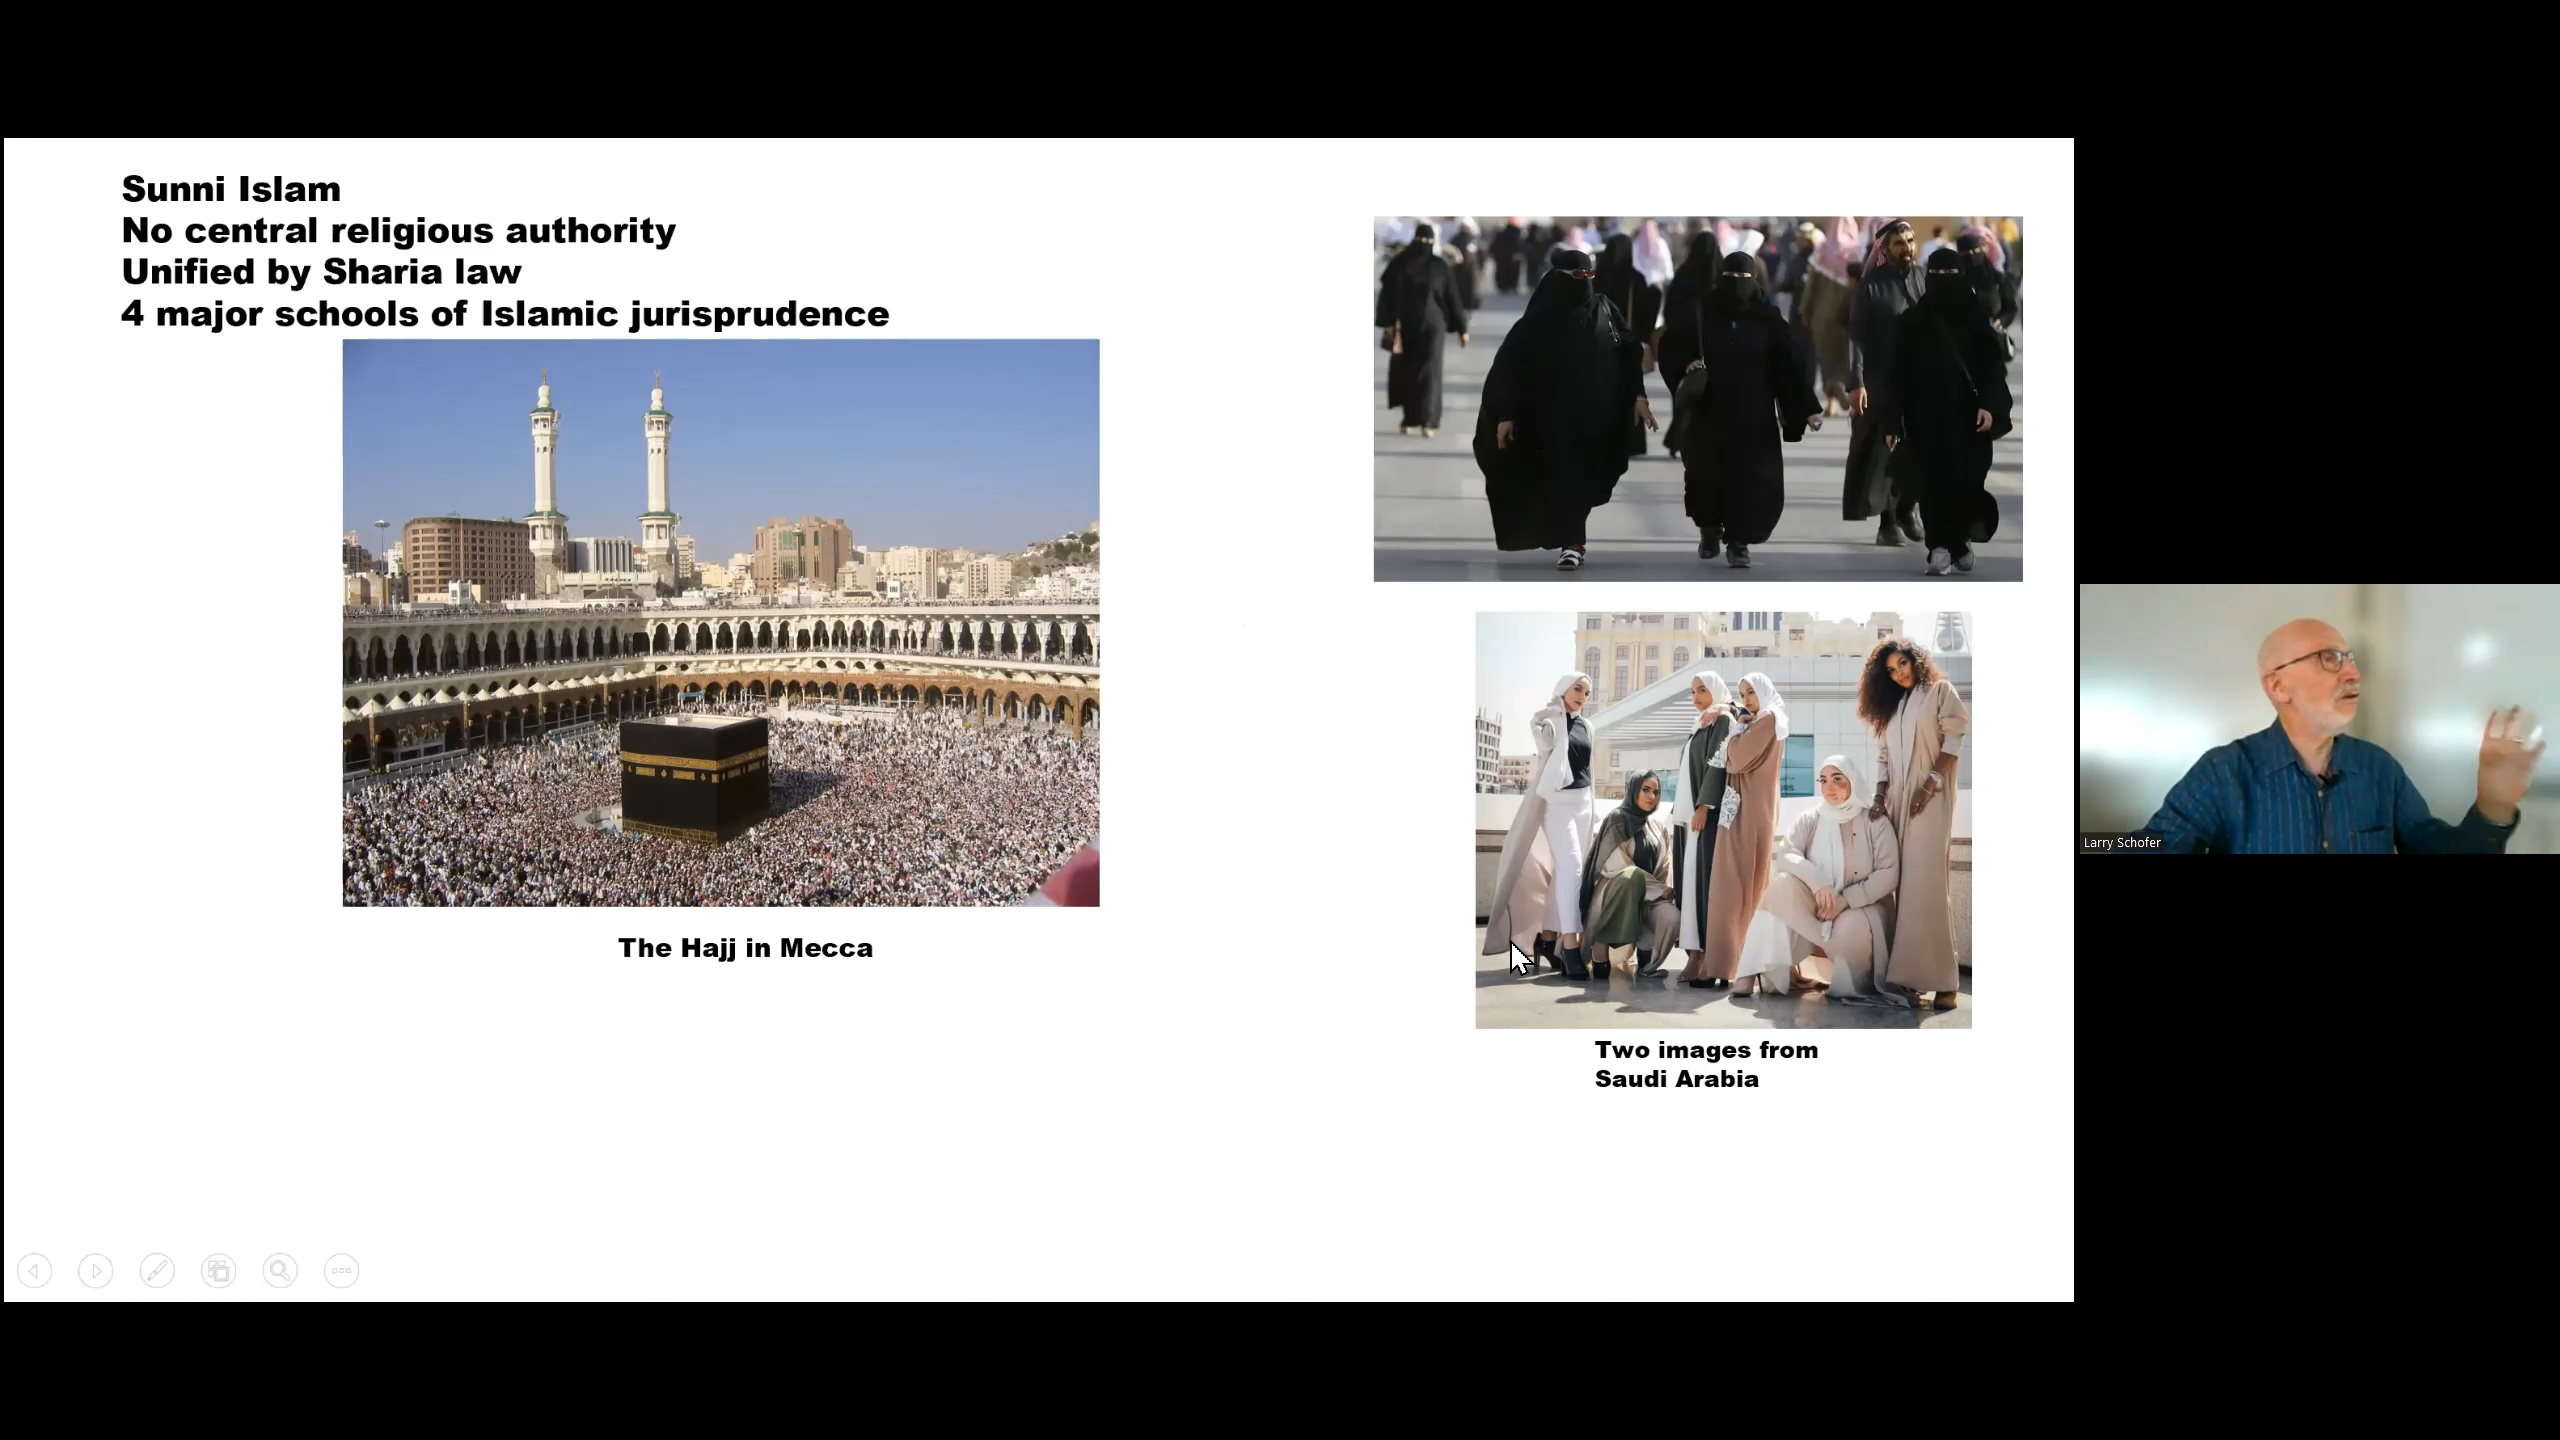 Sunni Islam
No central religious authority
Unified by Sharia law
4 major schools of Islamic jurisprudence
The Hajj in Mecca
Two images from
Saudi Arabia
Larry Schofer